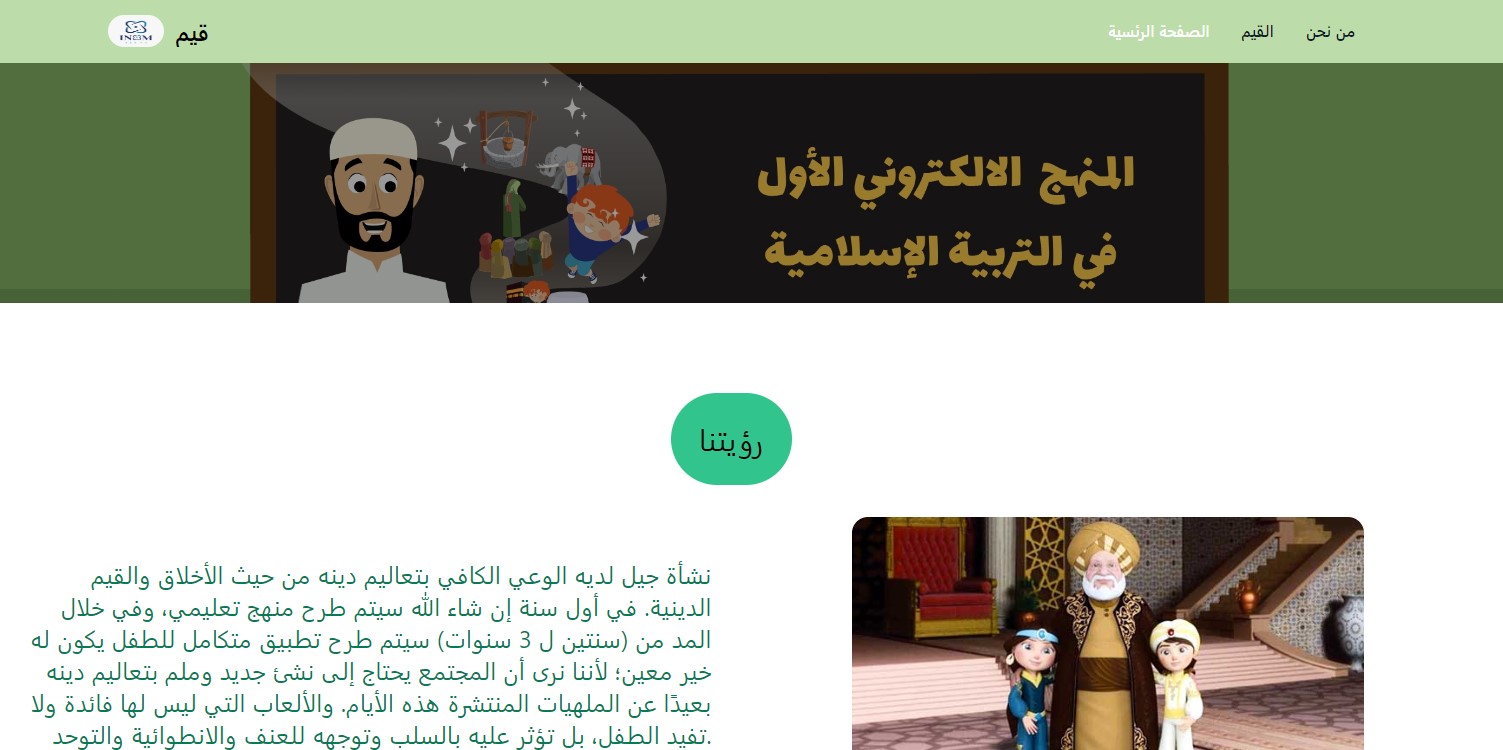 من نحن
القيم
الصفحة الرئسية
قيم
المنهج الالكتروني الأول
في التربية الإسلامية
رؤيتنا
نشأة جيل لديه الوعي الكافي بتعاليم دينه من حيث الأخلاق والقيم
الدينية. في أول سنة إن شاء الله سيتم طرح منهج تعليمي، وفي خلال
المد من (سنتين ل 3 سنوات) سيتم طرح تطبيق متكامل للطفل يكون له
خير معين؛ لأننا نرى أن المجتمع يحتاج إلى نشئ جديد وملم بتعاليم دينه
بعيدًا عن الملهيات المنتشرة هذه الأيام. والألعاب التي ليس لها فائدة ولا
.تفيد الطفل، بل تؤثر عليه بالسلب وتوجهه للعنف والانطوائية والتوحد